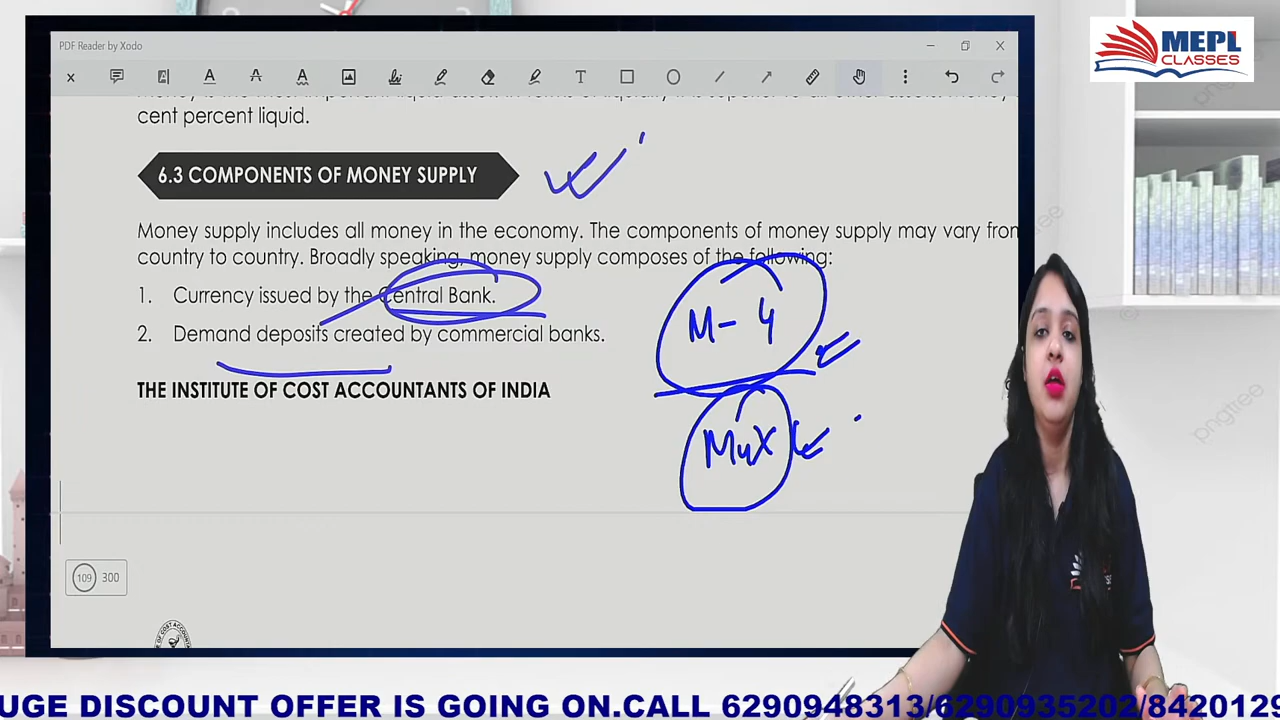 PDF Reader by Xodo
MEPL
CLASSES
cent percent liquid.
6.3 COMPONENTS OF MONEY SUPPLY
Money supply includes all money in the economy. The components of money supply may vary from
country to country. Broadly speaking, money supply composes of the following:
1. Currency issued by the Central Bank.
2. Demand deposits created by commercial banks.
M - 4
M4X
THE INSTITUTE OF COST ACCOUNTANTS OF INDIA
109 300
pngtree
pngtree
UGE DISCOUNT OFFER IS GOING ON.CALL 6290948313/6290935202/8420129